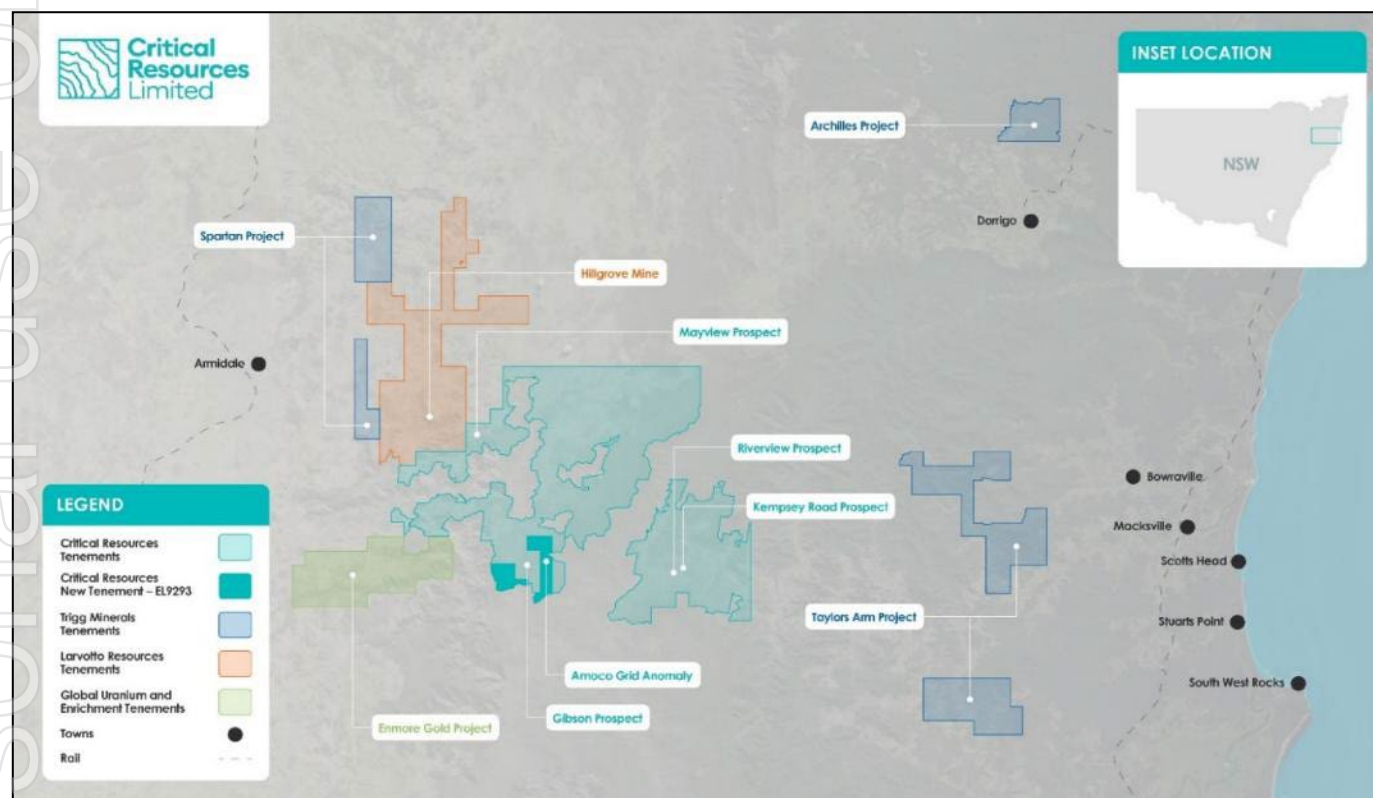 Critical
Resources
Limited
INSET LOCATION
NSW
Archilles Project
Dorrigo
Spartan Project
Hillgrove Mine
Mayview Prospect
Armidale
Riverview Prospect
Kempsey Road Prospect
Bowraville
Macksville
Scotts Head
Stuarts Point
South West Rocks
Taylors Arm Project
Amoco Grid Anomaly
Gibson Prospect
Enmore Gold Project
LEGEND
Critical Resources
Tenements
Critical Resources
New Tenement – EL9293
Trigg Minerals
Tenements
Larvotto Resources
Tenements
Global Uranium and
Enrichment Tenements
Towns
Rail